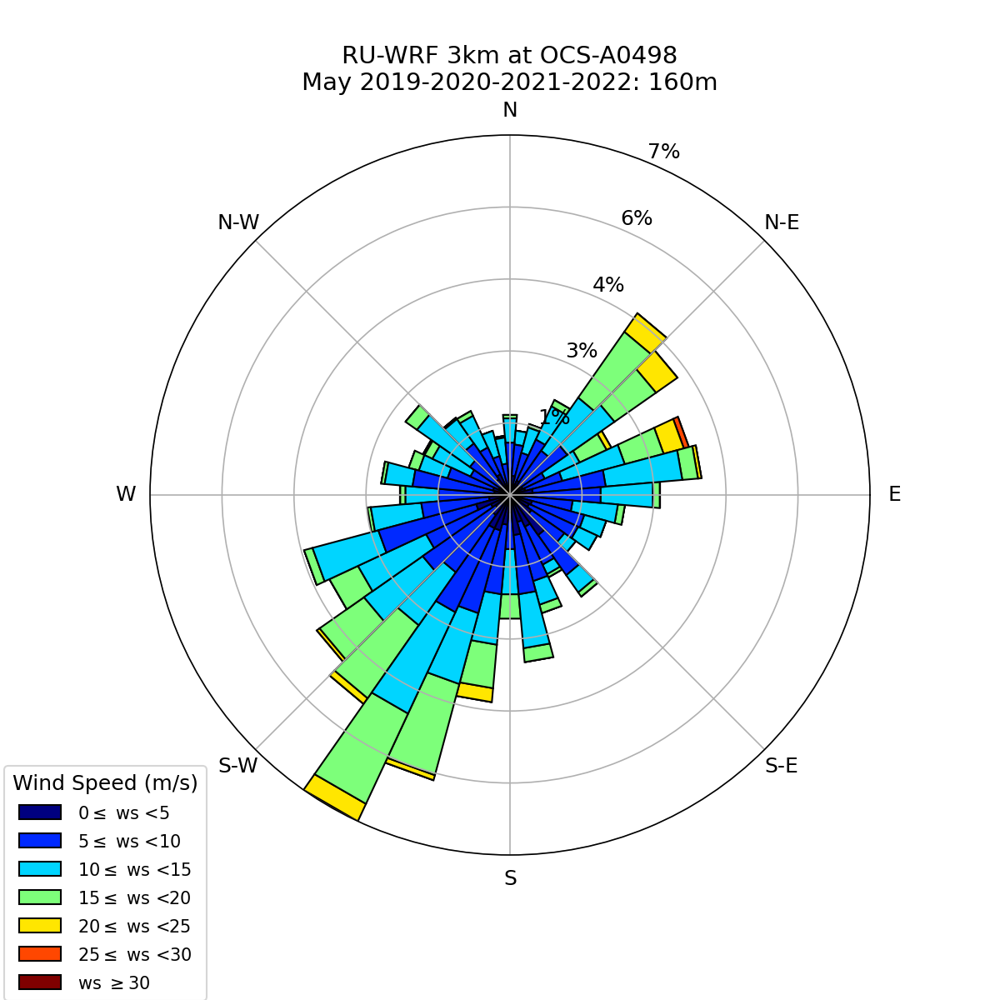 RU-WRF 3km at OCS-A0498
May 2019-2020-2021-2022: 160m
N
7%
N-W
6%
N-E
4%
3%
1%
W
E
S-W
S-E
S
Wind Speed (m/s)
0≤ ws <5
5≤ ws <10
10≤ ws <15
15≤ ws <20
20≤ ws <25
25≤ ws <30
ws ≥30